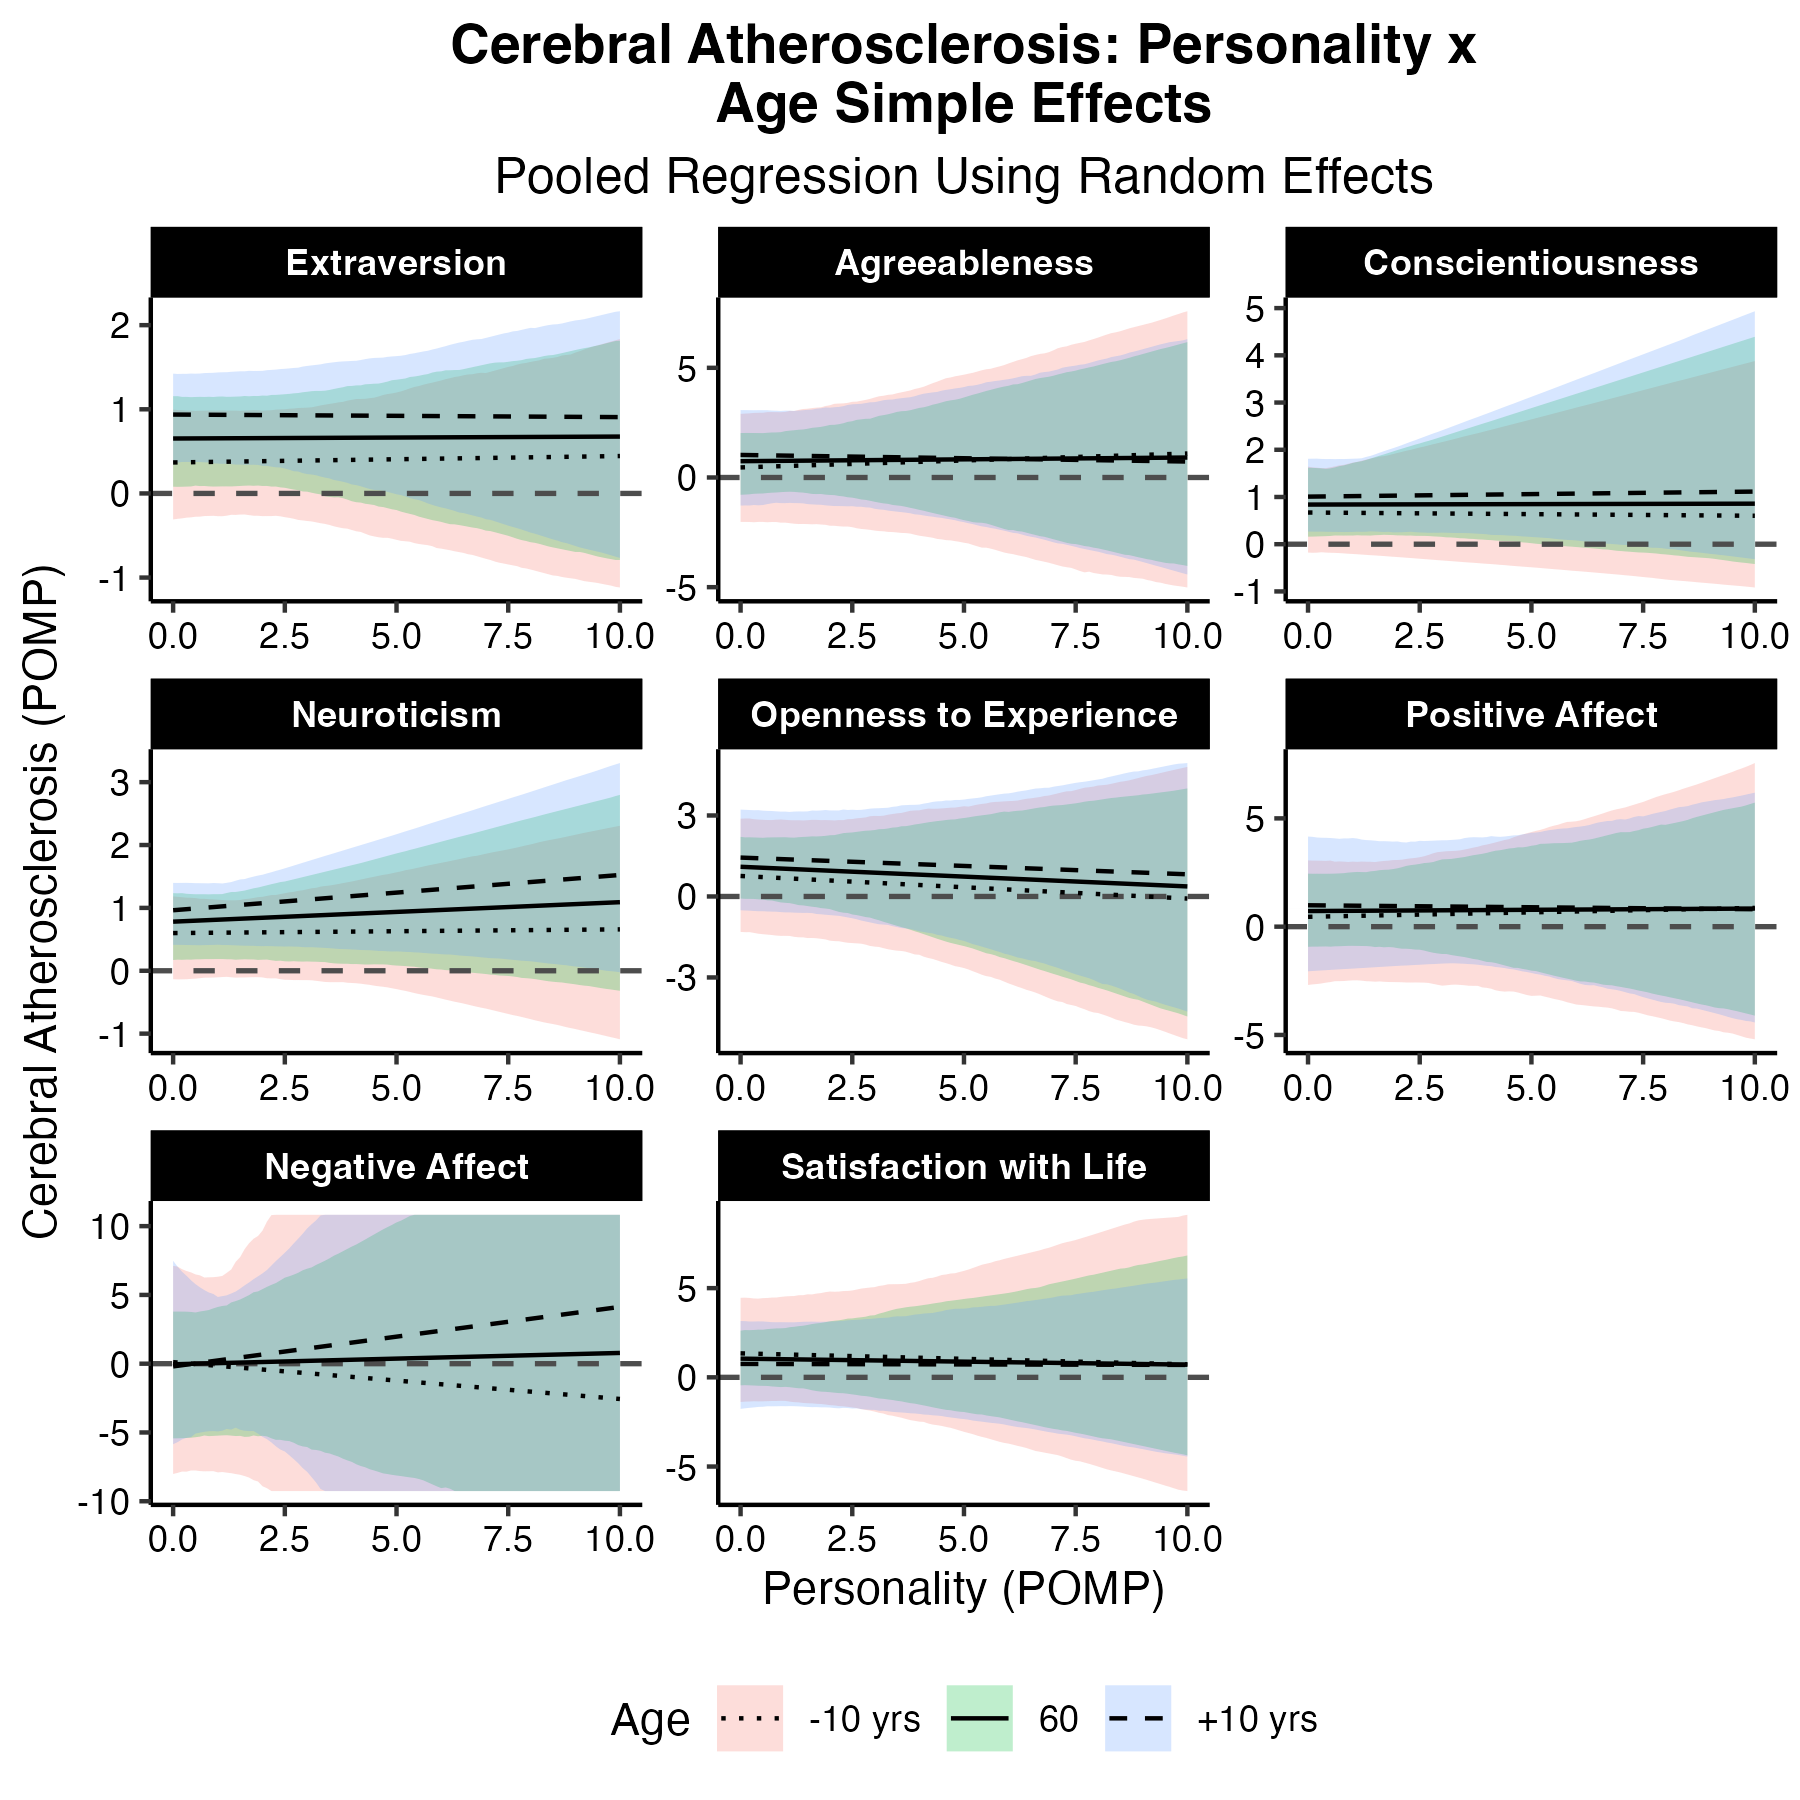 Cerebral Atherosclerosis: Personality x
Age Simple Effects
Pooled Regression Using Random Effects
Cerebral Atherosclerosis (POMP)
Extraversion
2
1
0
-1
0.0 2.5 5.0 7.5 10.0
Agreeableness
5
0
-5
0.0 2.5 5.0 7.5 10.0
Conscientiousness
5
4
3
2
1
0
-1
0.0 2.5 5.0 7.5 10.0
Neuroticism
3
2
1
0
-1
0.0 2.5 5.0 7.5 10.0
Openness to Experience
3
0
-3
0.0 2.5 5.0 7.5 10.0
Positive Affect
5
0
-5
0.0 2.5 5.0 7.5 10.0
Negative Affect
10
5
0
-5
-10
0.0 2.5 5.0 7.5 10.0
Satisfaction with Life
5
0
-5
0.0 2.5 5.0 7.5 10.0
Personality (POMP)
Age -10 yrs 60 +10 yrs